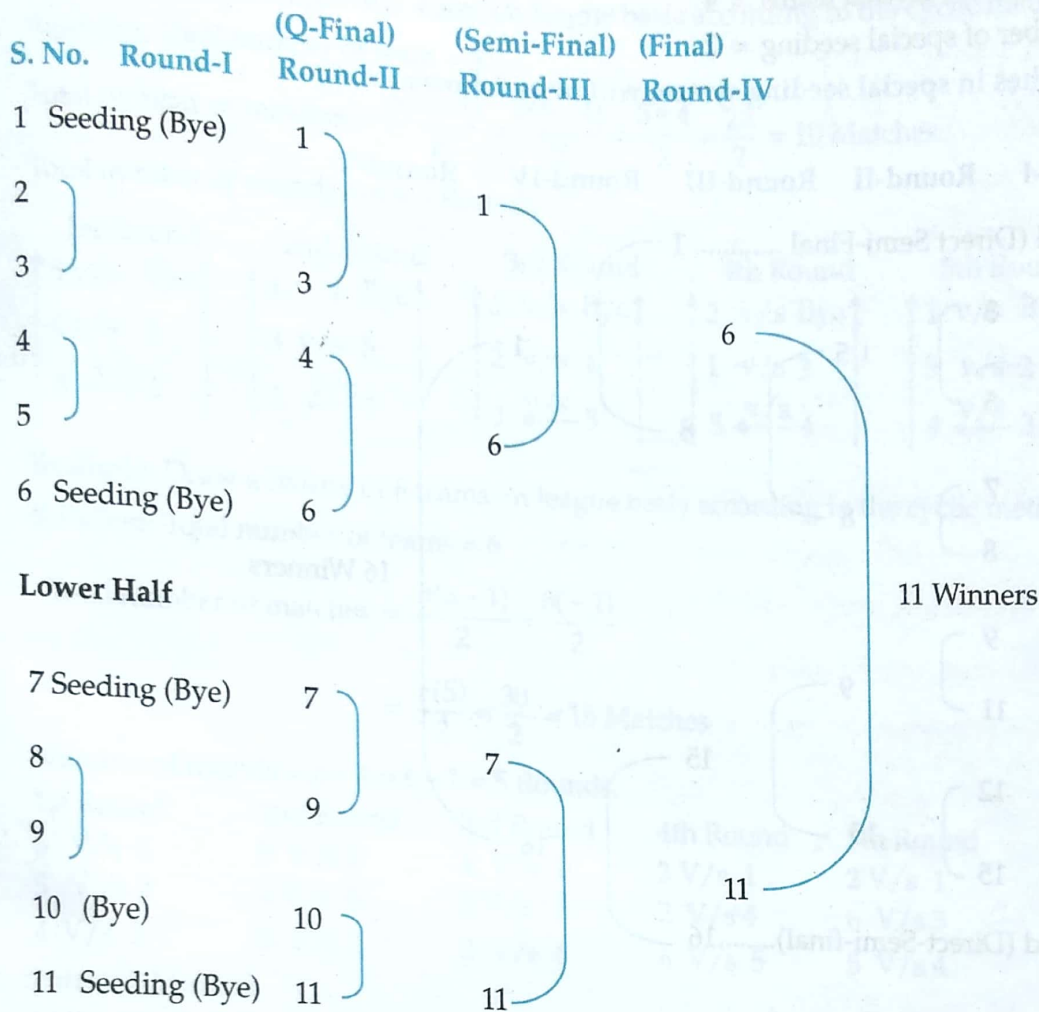 (Q-Final) (Semi-Final) (Final)
S. No. Round-I Round-II Round-III Round-IV
1 Seeding (Bye) 1
2 1
3 3
4 4 6
5 6
6 Seeding (Bye) 6
Lower Half 11 Winners
7 Seeding (Bye) 7
8 7
9 9
10 (Bye) 10 11
11 Seeding (Bye) 11 11